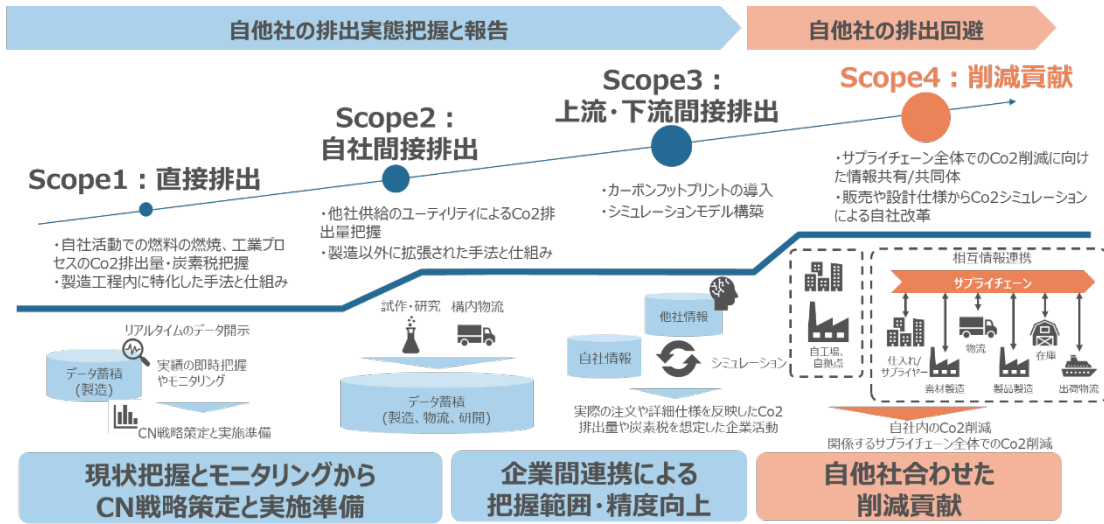 自他社の排出実態把握と報告
自他社の排出回避
Scope1：直接排出
・自社活動での燃料の燃焼、工業プロ
セスのCo2排出量・炭素税把握
・製造工程内に特化した手法と仕組み
Scope2：
自社間接排出
・他社供給のユーティリティによるCo2排
出量把握
・製造以外に拡張された手法と仕組み
Scope3：
上流・下流間接排出
・カーボンフットプリントの導入
・シミュレーションモデル構築
Scope4：削減貢献
・サプライチェーン全体でのCo2削減に向け
た情報共有/共同体
・販売や設計仕様からCo2シミュレーション
による自社改革
リアルタイムのデータ開示
データ蓄積
(製造)
実績の即時把握
やモニタリング
CN戦略策定と実施準備
試作・研究
構内物流
データ蓄積
(製造、物流、研開)
他社情報
自社情報
シミュレーション
実際の注文や詳細仕様を反映したCo2
排出量や炭素税を想定した企業活動
自工場、
自拠点
相互情報連携
サプライチェーン
仕入れ/
サプライヤー
素材製造
物流
製品製造
在庫
出荷物流
自社内のCo2削減
関係するサプライチェーン全体でのCo2削減
現状把握とモニタリングから
CN戦略策定と実施準備
企業間連携による
把握範囲・精度向上
自他社合わせた
削減貢献